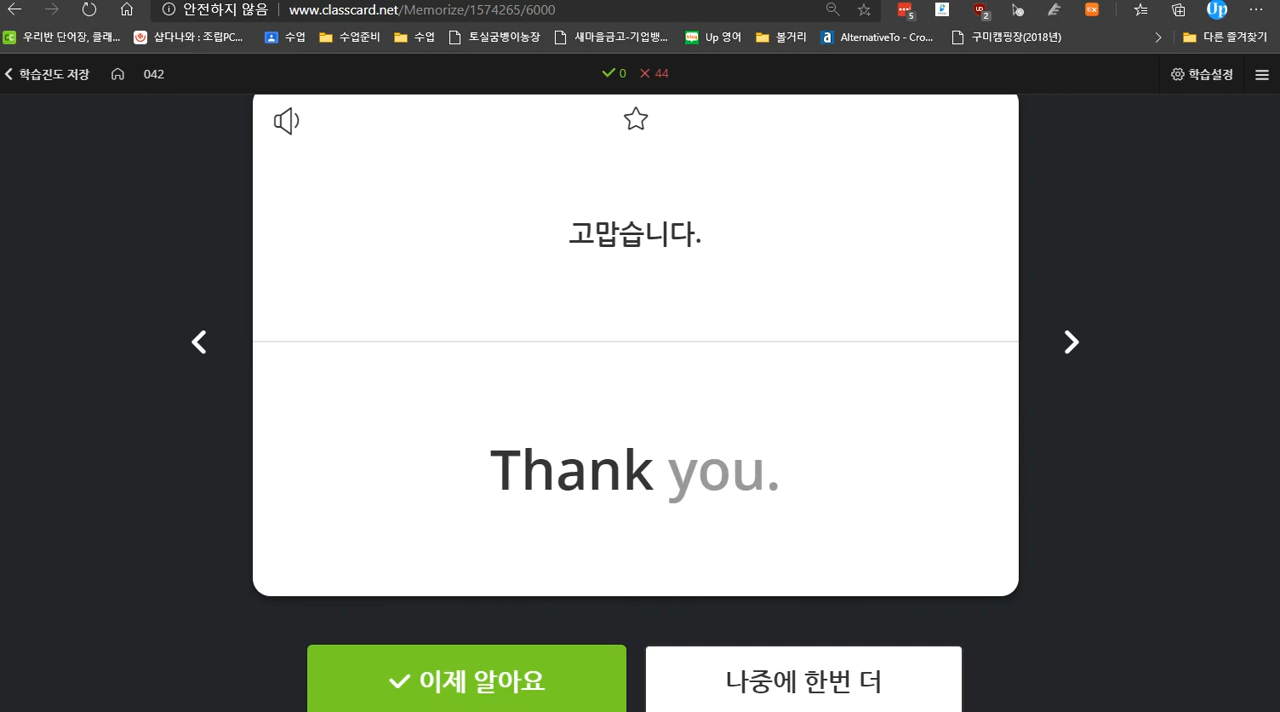 안전하지 않음 www.classcard.net/Memorize/1574265/6000
우리반 단어장, 클래... 샵다나와 : 조립PC... 수업 수업준비 수업 토실굼벵이농장 새마을금고-기업뱅... Up 영어 볼거리 AlternativeTo - Cro... 구미캠핑장(2018년) 다른 즐겨찾기
학습진도 저장 042 0 44 학습설정
고맙습니다.
Thank you.
이제 알아요 나중에 한번 더